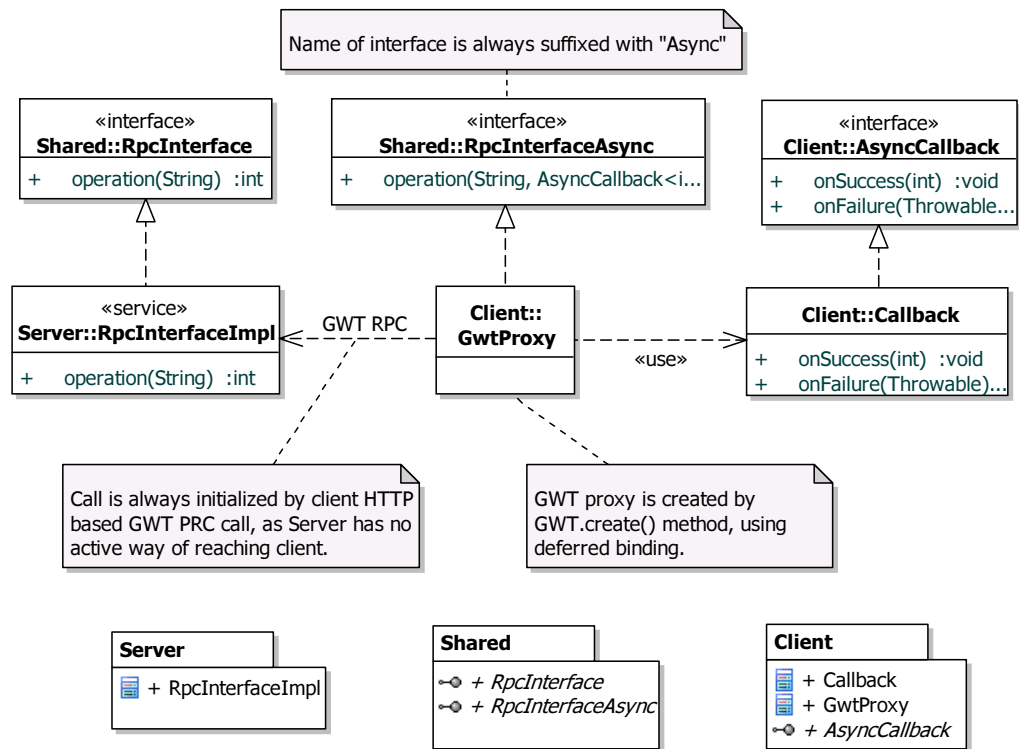 Name of interface is always suffixed with "Async"
«interface»
Shared::RpcInterface
+ operation(String) :int
«interface»
Shared::RpcInterfaceAsync
+ operation(String, AsyncCallback<i...
«interface»
Client::AsyncCallback
+ onSuccess(int) :void
+ onFailure(Throwable...
«service»
Server::RpcInterfaceImpl
+ operation(String) :int
GWT RPC
Client::
GwtProxy
«use»
Client::Callback
+ onSuccess(int) :void
+ onFailure(Throwable)...
Call is always initialized by client HTTP
based GWT PRC call, as Server has no
active way of reaching client.
GWT proxy is created by
GWT.create() method, using
deferred binding.
Server
+ RpcInterfaceImpl
Shared
+ RpcInterface
+ RpcInterfaceAsync
Client
+ Callback
+ GwtProxy
+ AsyncCallback